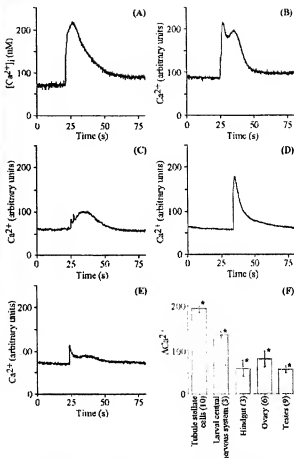 (A)
200
100
0
[Ca2+]i (nM)
0 25 50 75
Time (s)
(B)
200
100
0
Ca2+ (arbitrary units)
0 25 50 75
Time (s)
(C)
200
100
0
Ca2+ (arbitrary units)
0 25 50 75
Time (s)
(D)
200
100
0
Ca2+ (arbitrary units)
0 25 50 75
Time (s)
(E)
200
100
0
Ca2+ (arbitrary units)
0 25 50 75
Time (s)
(F)
200
100
0
ΔCa2+
* * * * *
Tubule stellate cells (10)
Larval central nervous system (3)
Hindgut (3)
Ovary (6)
Testes (9)